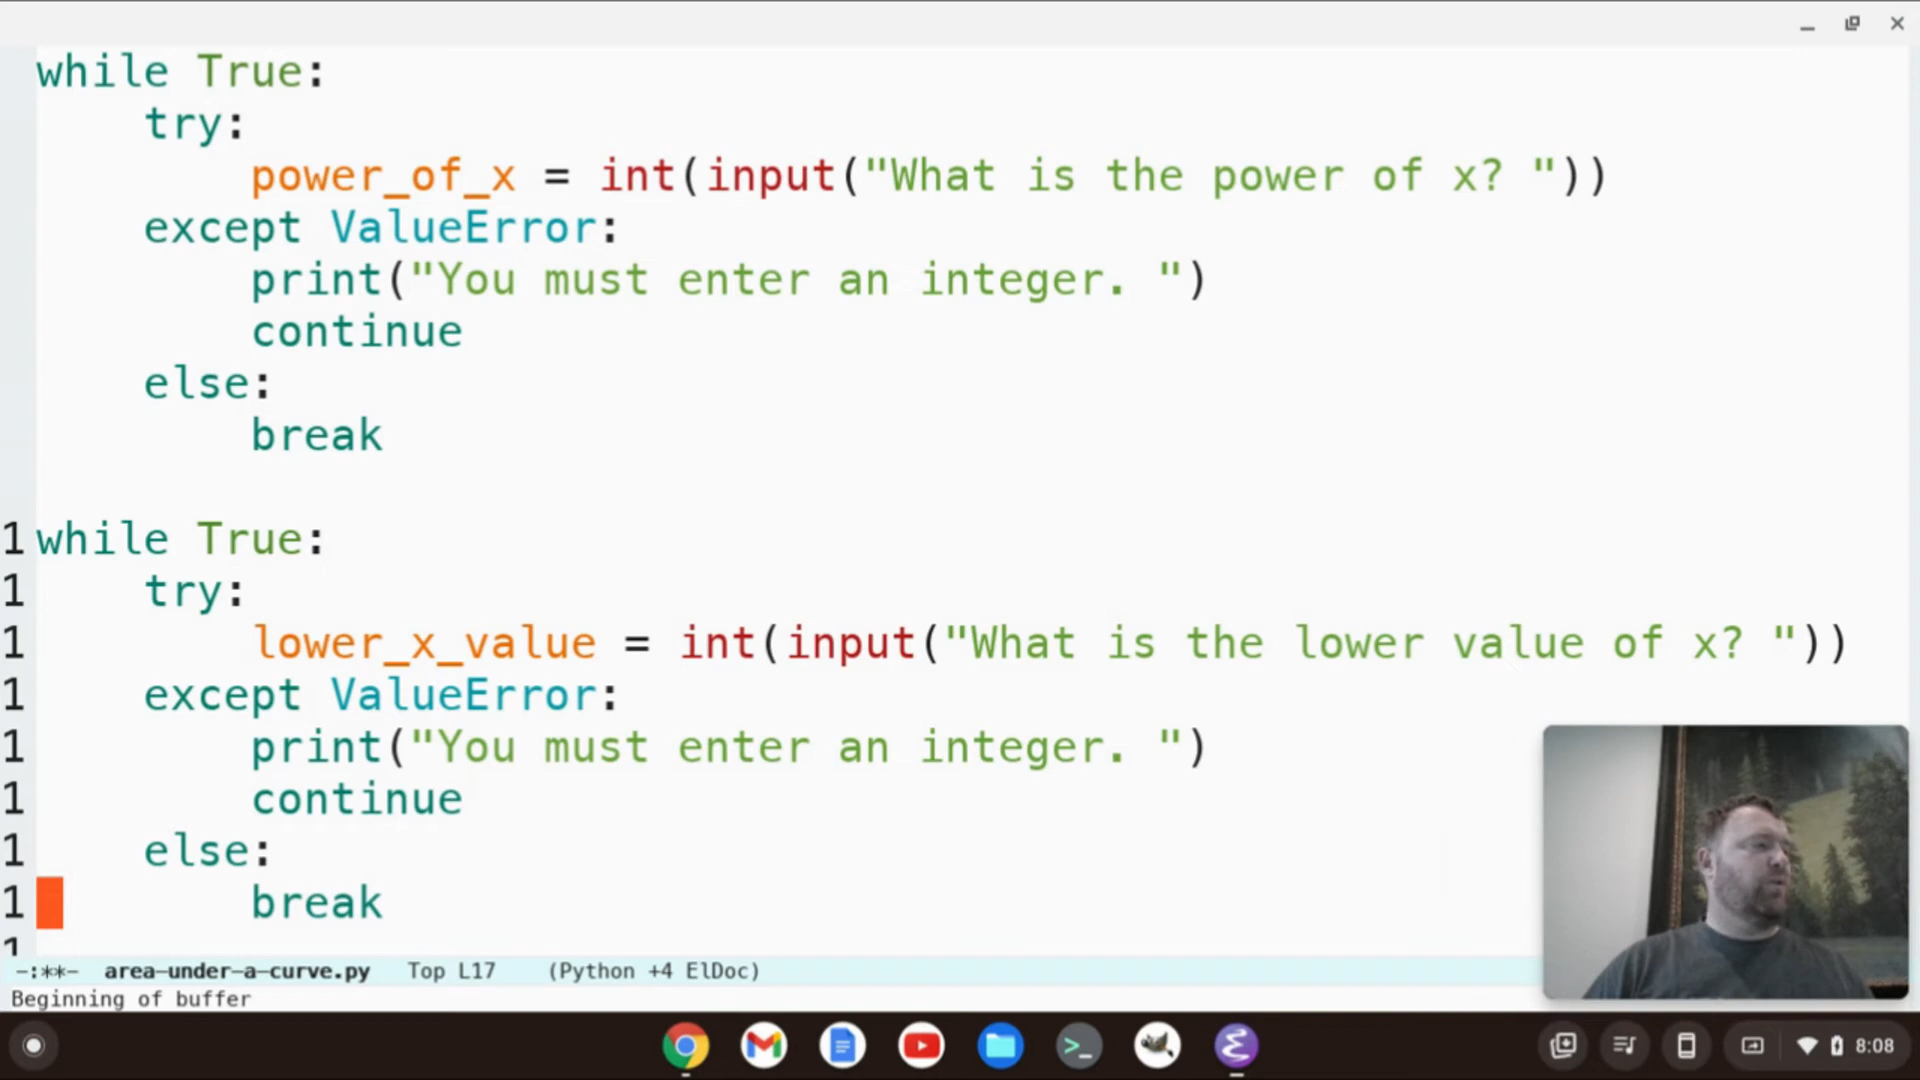 while True:
try:
power_of_x = int(input("What is the power of x? "))
except ValueError:
print("You must enter an integer. ")
continue
else:
break
1 while True:
1 try:
1 lower_x_value = int(input("What is the lower value of x? "))
1 except ValueError:
1 print("You must enter an integer. ")
1 continue
1 else:
1 break
-:**- area-under-a-curve.py Top L17 (Python +4 ElDoc)
Beginning of buffer
8:08